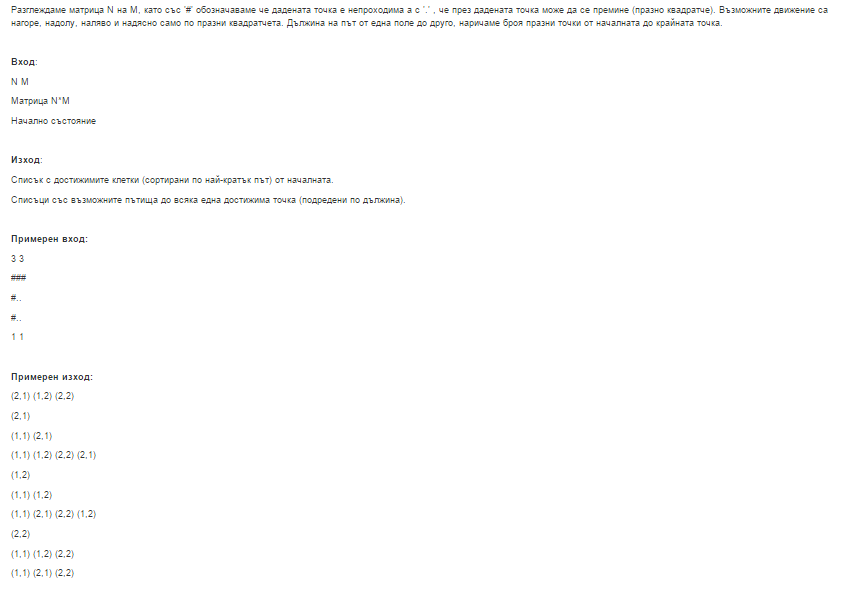 Разглеждаме матрица N на M, като със '#' обозначаваме че дадената точка е непроходима а с '.' , че през дадената точка може да се премине (празно квадратче). Възможните движение са
нагоре, надолу, наляво и надясно само по празни квадратчета. Дължина на път от една поле до друго, наричаме броя празни точки от началната до крайната точка.
Вход:
N M
Матрица N*M
Начално състояние
Изход:
Списък с достижимите клетки (сортирани по най-кратък път) от началната.
Списъци със възможните пътища до всяка една достижима точка (подредени по дължина).
Примерен вход:
3 3
###
#..
#..
1 1
Примерен изход:
(2,1) (1,2) (2,2)
(2,1)
(1,1) (2,1)
(1,1) (1,2) (2,2) (2,1)
(1,2)
(1,1) (1,2)
(1,1) (2,1) (2,2) (1,2)
(2,2)
(1,1) (1,2) (2,2)
(1,1) (2,1) (2,2)